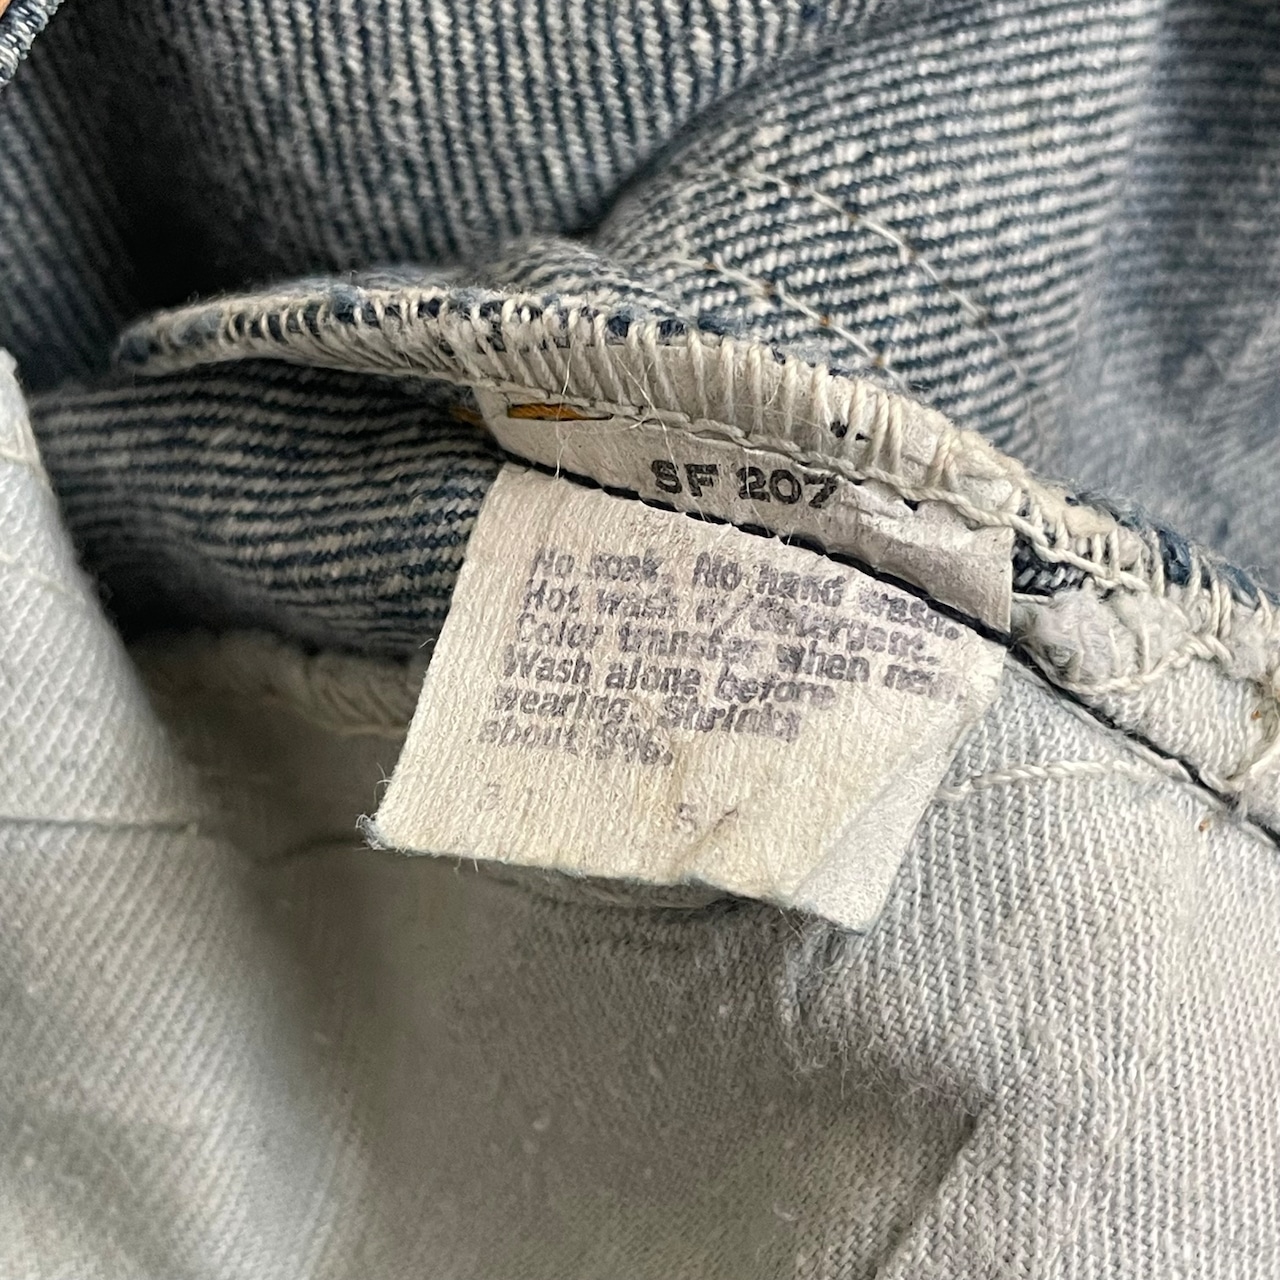 SF 207
No soak. No hand wash.
Hot wash w/ detergent.
Color transfer when new.
Wash alone before
wearing. Shrinks
about 8%.